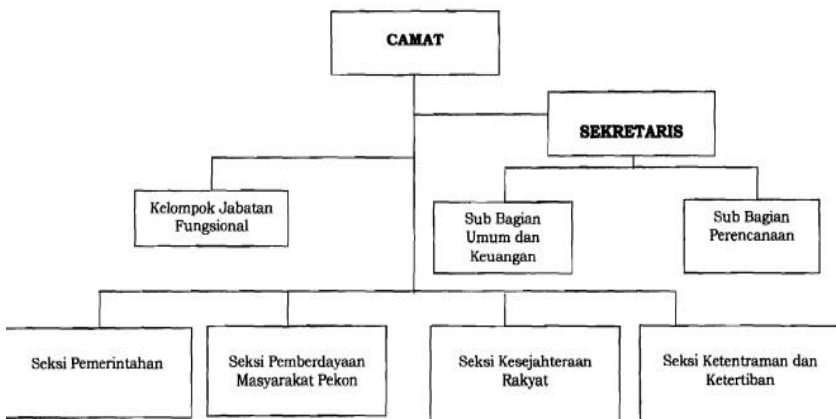 CAMAT
SEKRETARIS
Kelompok Jabatan
Fungsional
Sub Bagian
Umum dan
Keuangan
Sub Bagian
Perencanaan
Seksi Pemerintahan
Seksi Pemberdayaan
Masyarakat Pekon
Seksi Kesejahteraan
Rakyat
Seksi Ketentraman dan
Ketertiban